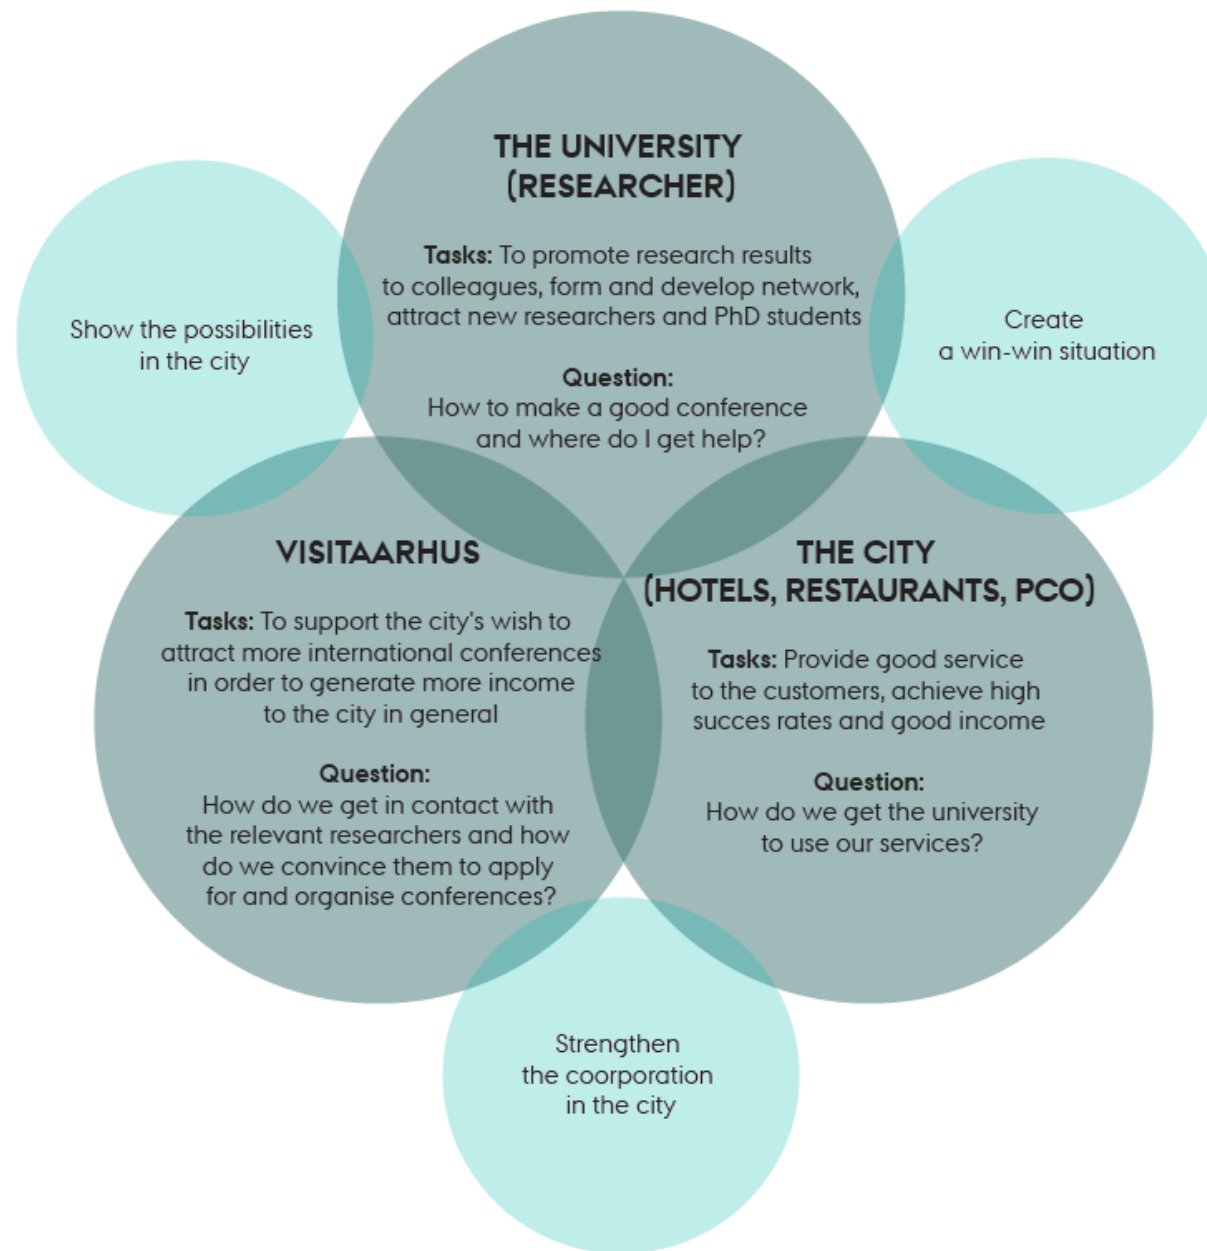 THE UNIVERSITY
(RESEARCHER)
Tasks: To promote research results
to colleagues, form and develop network,
attract new researchers and PhD students
Question:
How to make a good conference
and where do I get help?
Show the possibilities
in the city
Create
a win-win situation
VISITAARHUS
Tasks: To support the city's wish to
attract more international conferences
in order to generate more income
to the city in general
Question:
How do we get in contact with
the relevant researchers and how
do we convince them to apply
for and organise conferences?
THE CITY
(HOTELS, RESTAURANTS, PCO)
Tasks: Provide good service
to the customers, achieve high
succes rates and good income
Question:
How do we get the university
to use our services?
Strengthen
the coorporation
in the city